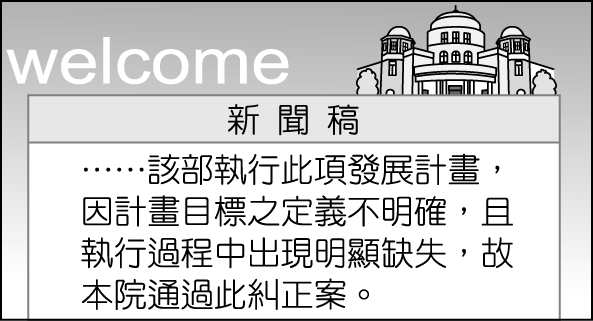 welcome
新聞稿
……該部執行此項發展計畫，
因計畫目標之定義不明確，且
執行過程中出現明顯缺失，故
本院通過此糾正案。